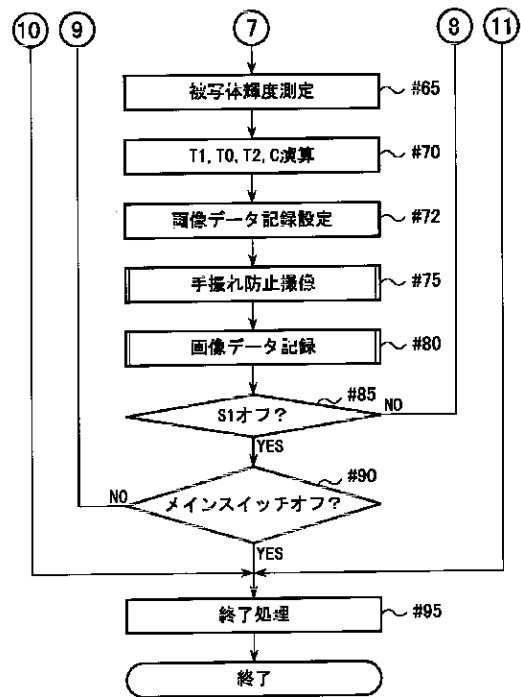 10 9 7 8 11
被写体輝度測定 #65
T1, T0, T2, C演算 #70
画像データ記録設定 #72
手振れ防止撮像 #75
画像データ記録 #80
#85
S1オフ? NO
YES
#90
NO メインスイッチオフ?
YES
終了処理 #95
終了